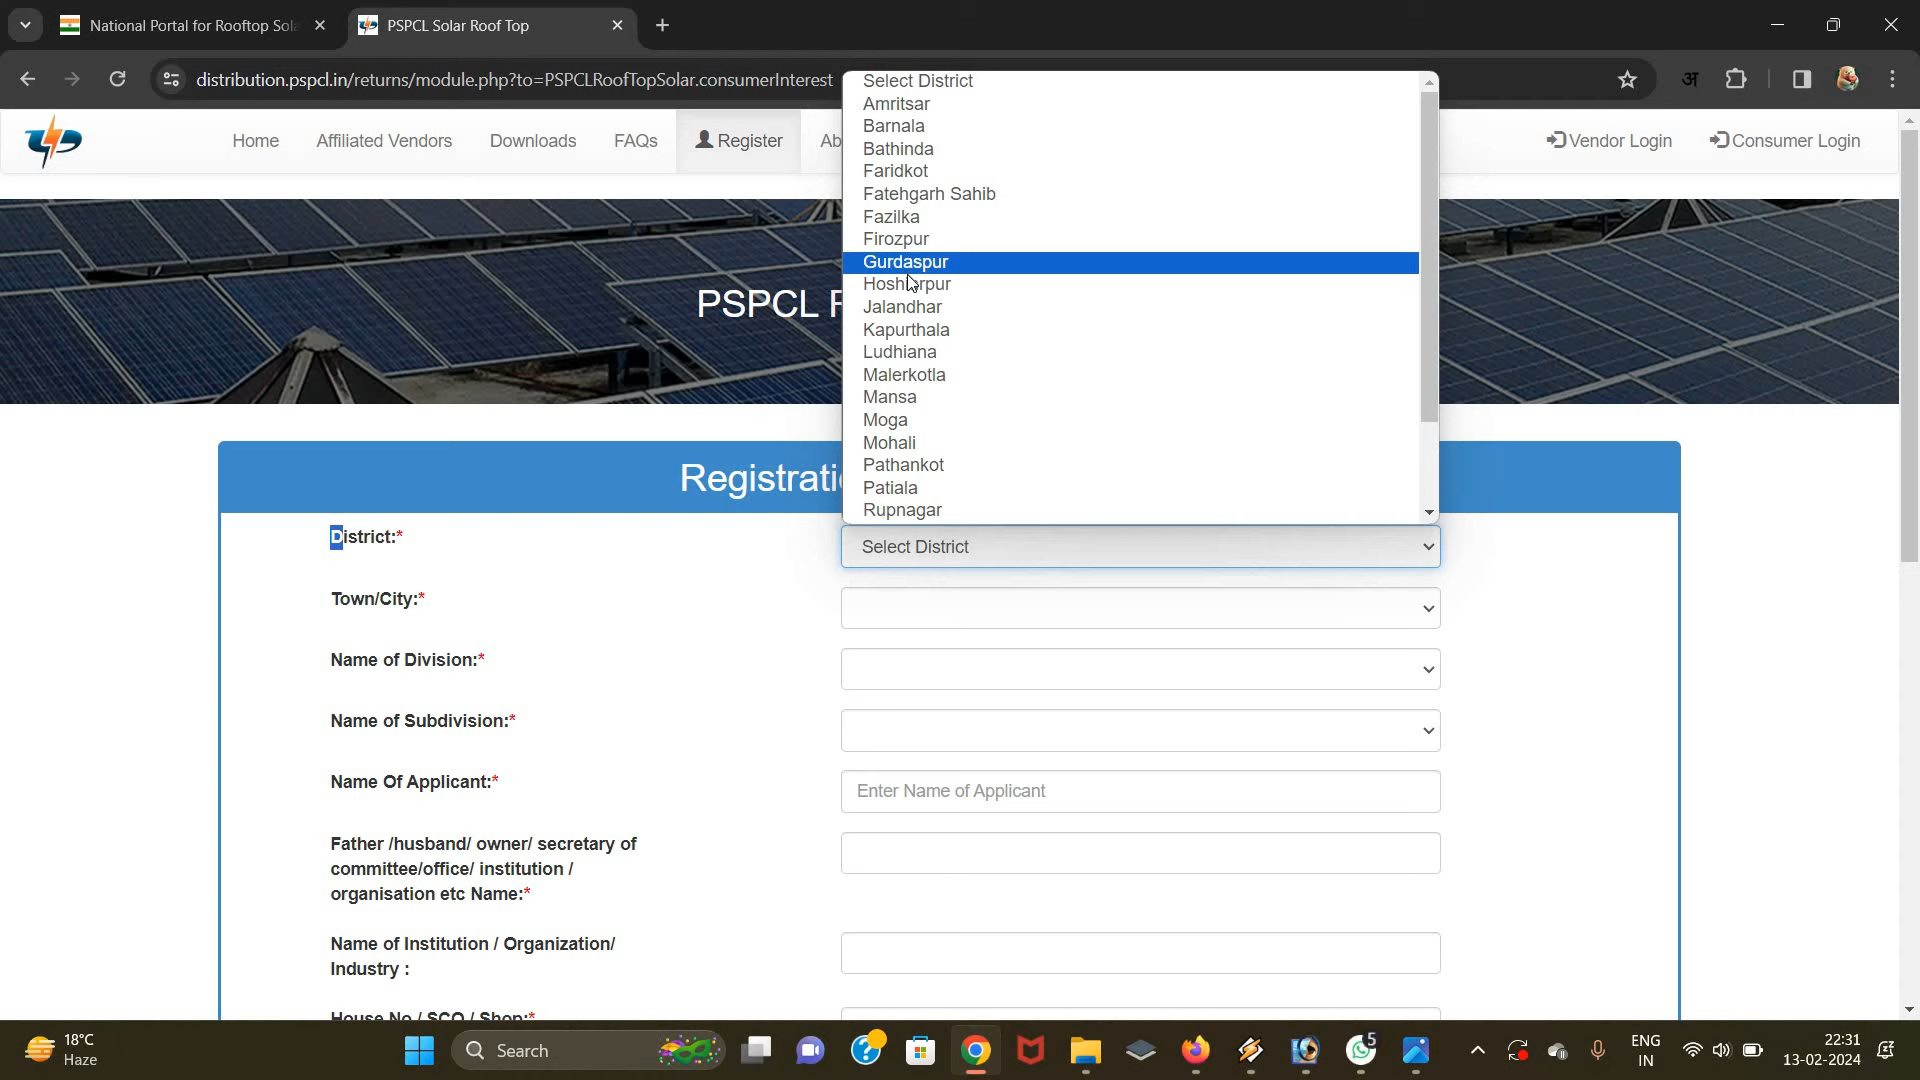 National Portal for Rooftop Sola
PSPCL Solar Roof Top
distribution.pspcl.in/returns/module.php?to=PSPCLRoofTopSolar.consumerInterest
अ
Home
Affiliated Vendors
Downloads
FAQs
Register
Ab
Vendor Login
Consumer Login
Select District
Amritsar
Barnala
Bathinda
Faridkot
Fatehgarh Sahib
Fazilka
Firozpur
Gurdaspur
Hoshiarpur
Jalandhar
Kapurthala
Ludhiana
Malerkotla
Mansa
Moga
Mohali
Pathankot
Patiala
Rupnagar
PSPCL
Registrati
District:*
Select District
Town/City:*
Name of Division:*
Name of Subdivision:*
Name Of Applicant:*
Enter Name of Applicant
Father /husband/ owner/ secretary of
committee/office/ institution /
organisation etc Name:*
Name of Institution / Organization/
Industry :
House No / SCO / Shop:*
18°C
Haze
Search
5
ENG
IN
22:31
13-02-2024